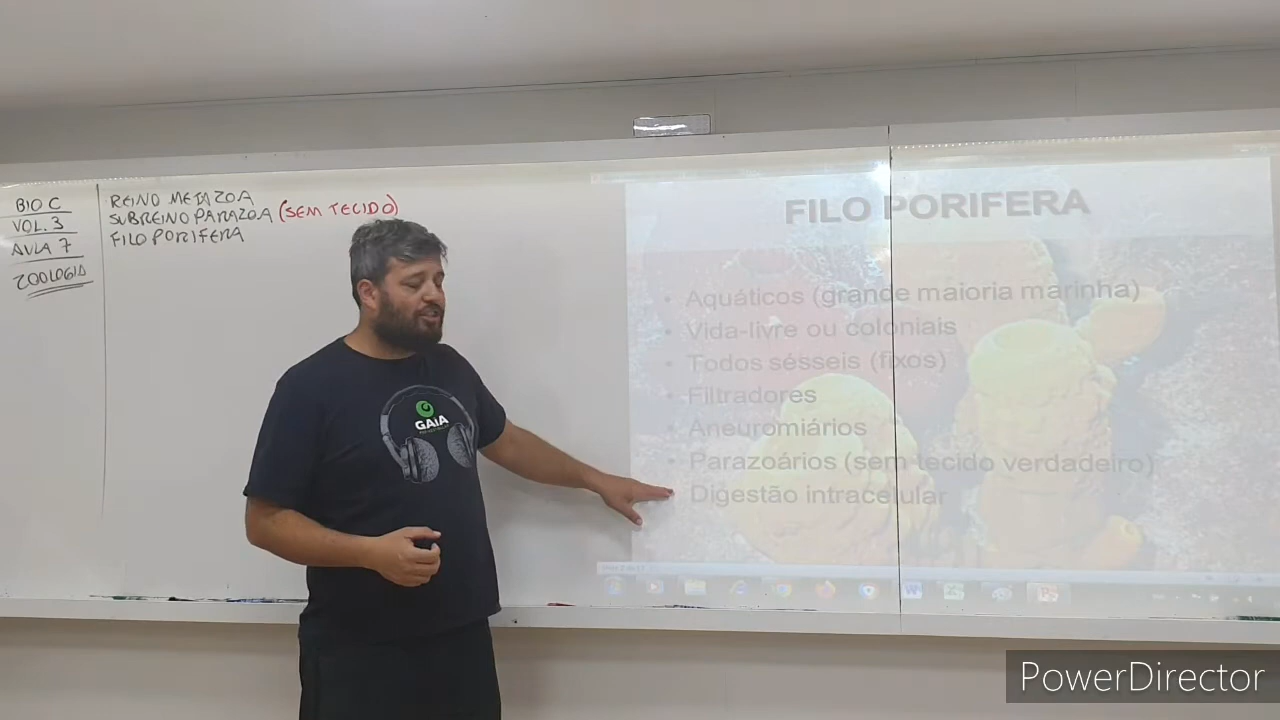 BIO C
VOL. 3
AULA 7
ZOOLOGIA
REINO METAZOA
SUBREINO PARAZOA (SEM TECIDO)
FILO PORIFERA
GAIA
FILO PORIFERA
• Aquáticos (grande maioria marinha)
• Vida-livre ou coloniais
• Todos sésseis (fixos)
• Filtradores
• Aneuromiários
• Parazoários (sem tecido verdadeiro)
Digestão intracelular
PowerDirector